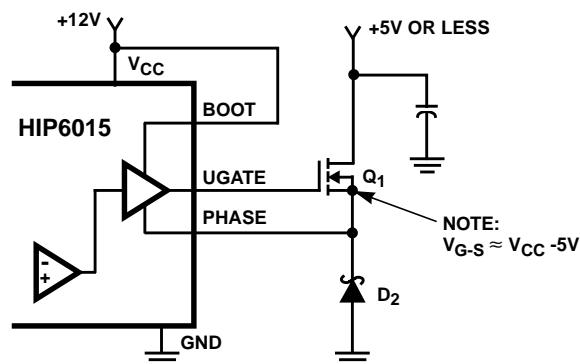 +12V
+5V OR LESS
VCC
BOOT
HIP6015
UGATE
Q1
PHASE
NOTE:
VG-S ≈ VCC -5V
-
+
D2
GND